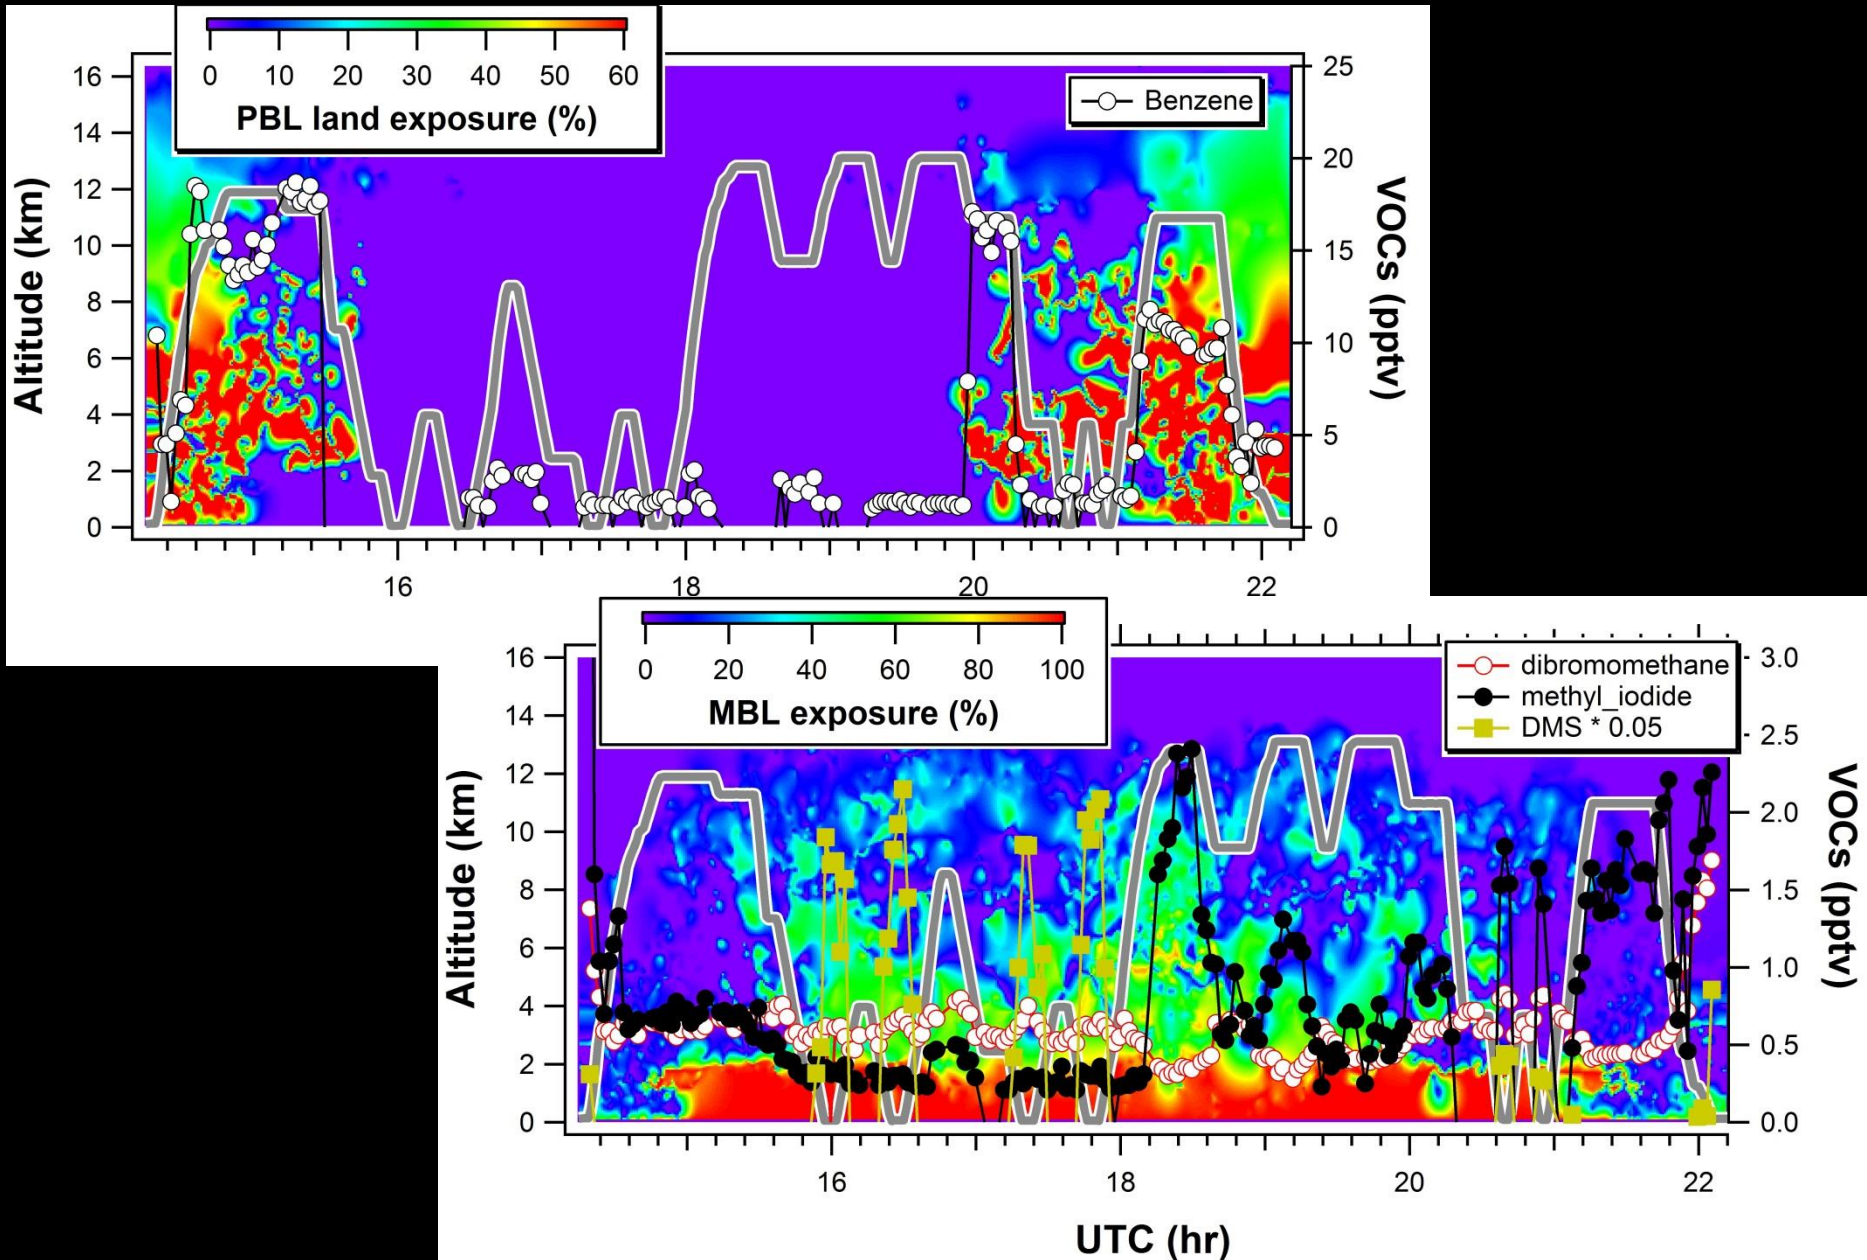 0 10 20 30 40 50 60
PBL land exposure (%)
Benzene
16
14
12
10
8
6
4
2
0
Altitude (km)
25
20
15
10
5
0
VOCs (pptv)
16 18 20 22
0 20 40 60 80 100
MBL exposure (%)
dibromomethane
methyl_iodide
DMS * 0.05
16
14
12
10
8
6
4
2
0
Altitude (km)
3.0
2.5
2.0
1.5
1.0
0.5
0.0
VOCs (pptv)
16 18 20 22
UTC (hr)